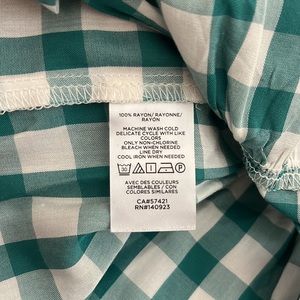 100% RAYON/RAYONNE/
RAYON
MACHINE WASH COLD
DELICATE CYCLE WITH LIKE
COLORS
ONLY NON-CHLORINE
BLEACH WHEN NEEDED
LINE DRY
COOL IRON WHEN NEEDED
AVEC DES COULEURS
SEMBLABLES / CON
COLORES SIMILARES
CA#57421
RN#140923